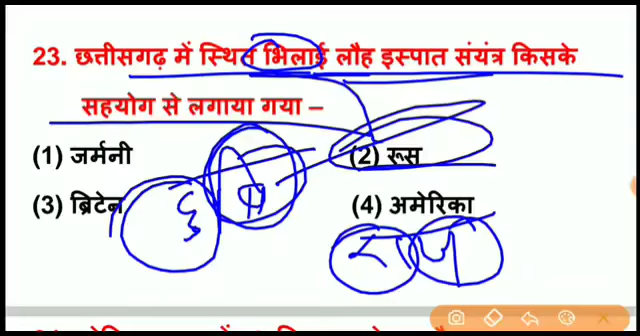 23. छत्तीसगढ़ में स्थित भिलाई लौह इस्पात संयंत्र किसके
सहयोग से लगाया गया –
(1) जर्मनी (2) रूस
(3) ब्रिटेन (4) अमेरिका